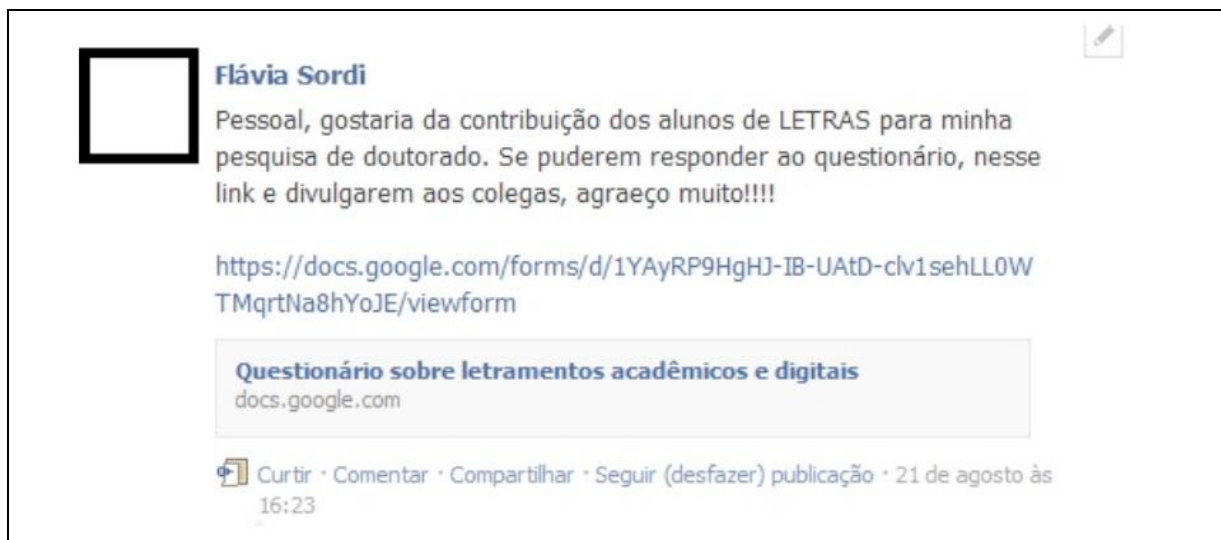 Flávia Sordi
Pessoal, gostaria da contribuição dos alunos de LETRAS para minha
pesquisa de doutorado. Se puderem responder ao questionário, nesse
link e divulgarem aos colegas, agraeço muito!!!!
https://docs.google.com/forms/d/1YAyRP9HgHJ-IB-UAtD-clv1sehLL0W
TMqrtNa8hYoJE/viewform
Questionário sobre letramentos acadêmicos e digitais
docs.google.com
Curtir · Comentar · Compartilhar · Seguir (desfazer) publicação · 21 de agosto às
16:23